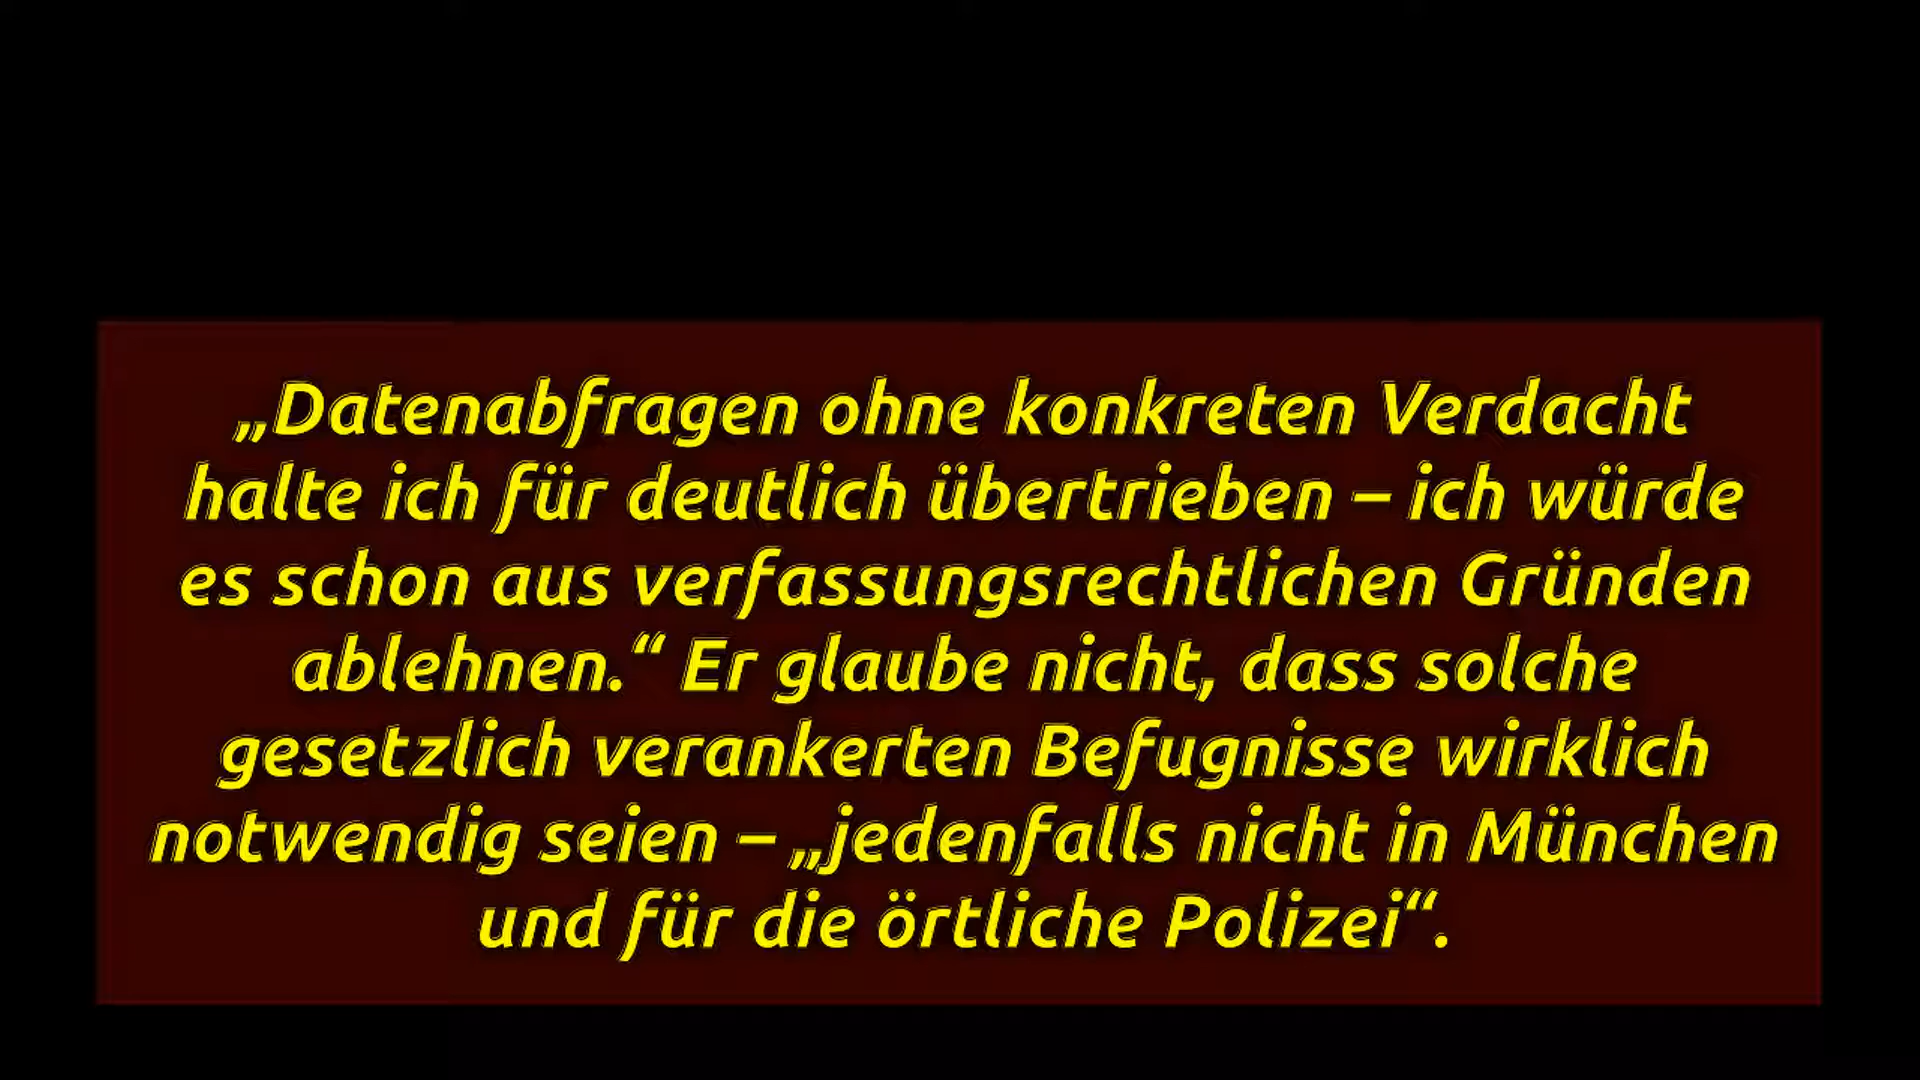 „Datenabfragen ohne konkreten Verdacht
halte ich für deutlich übertrieben – ich würde
es schon aus verfassungsrechtlichen Gründen
ablehnen.“ Er glaube nicht, dass solche
gesetzlich verankerten Befugnisse wirklich
notwendig seien – „jedenfalls nicht in München
und für die örtliche Polizei“.